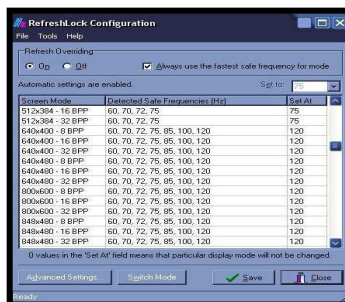 RefreshLock Configuration
File Tools Help
Refresh Overriding
On Off Always use the fastest safe frequency for mode
Automatic settings are enabled. Set to: 75
Screen Mode Detected Safe Frequencies (Hz) Set At
512x384 - 16 BPP 60, 70, 72, 75 75
512x384 - 32 BPP 60, 70, 72, 75 75
640x400 - 8 BPP 60, 70, 72, 75, 85, 100, 120 120
640x400 - 16 BPP 60, 70, 72, 75, 85, 100, 120 120
640x400 - 32 BPP 60, 70, 72, 75, 85, 100, 120 120
640x480 - 8 BPP 60, 70, 72, 75, 85, 100, 120 120
640x480 - 16 BPP 60, 70, 72, 75, 85, 100, 120 120
640x480 - 32 BPP 60, 70, 72, 75, 85, 100, 120 120
800x600 - 8 BPP 60, 70, 72, 75, 85, 100, 120 120
800x600 - 16 BPP 60, 70, 72, 75, 85, 100, 120 120
800x600 - 32 BPP 60, 70, 72, 75, 85, 100, 120 120
848x480 - 8 BPP 60, 70, 72, 75, 85, 100, 120 120
848x480 - 16 BPP 60, 70, 72, 75, 85, 100, 120 120
848x480 - 32 BPP 60, 70, 72, 75, 85, 100, 120 120
0 values in the 'Set At' field means that particular display mode will not be changed.
Advanced Settings... Switch Mode Save Close
Ready